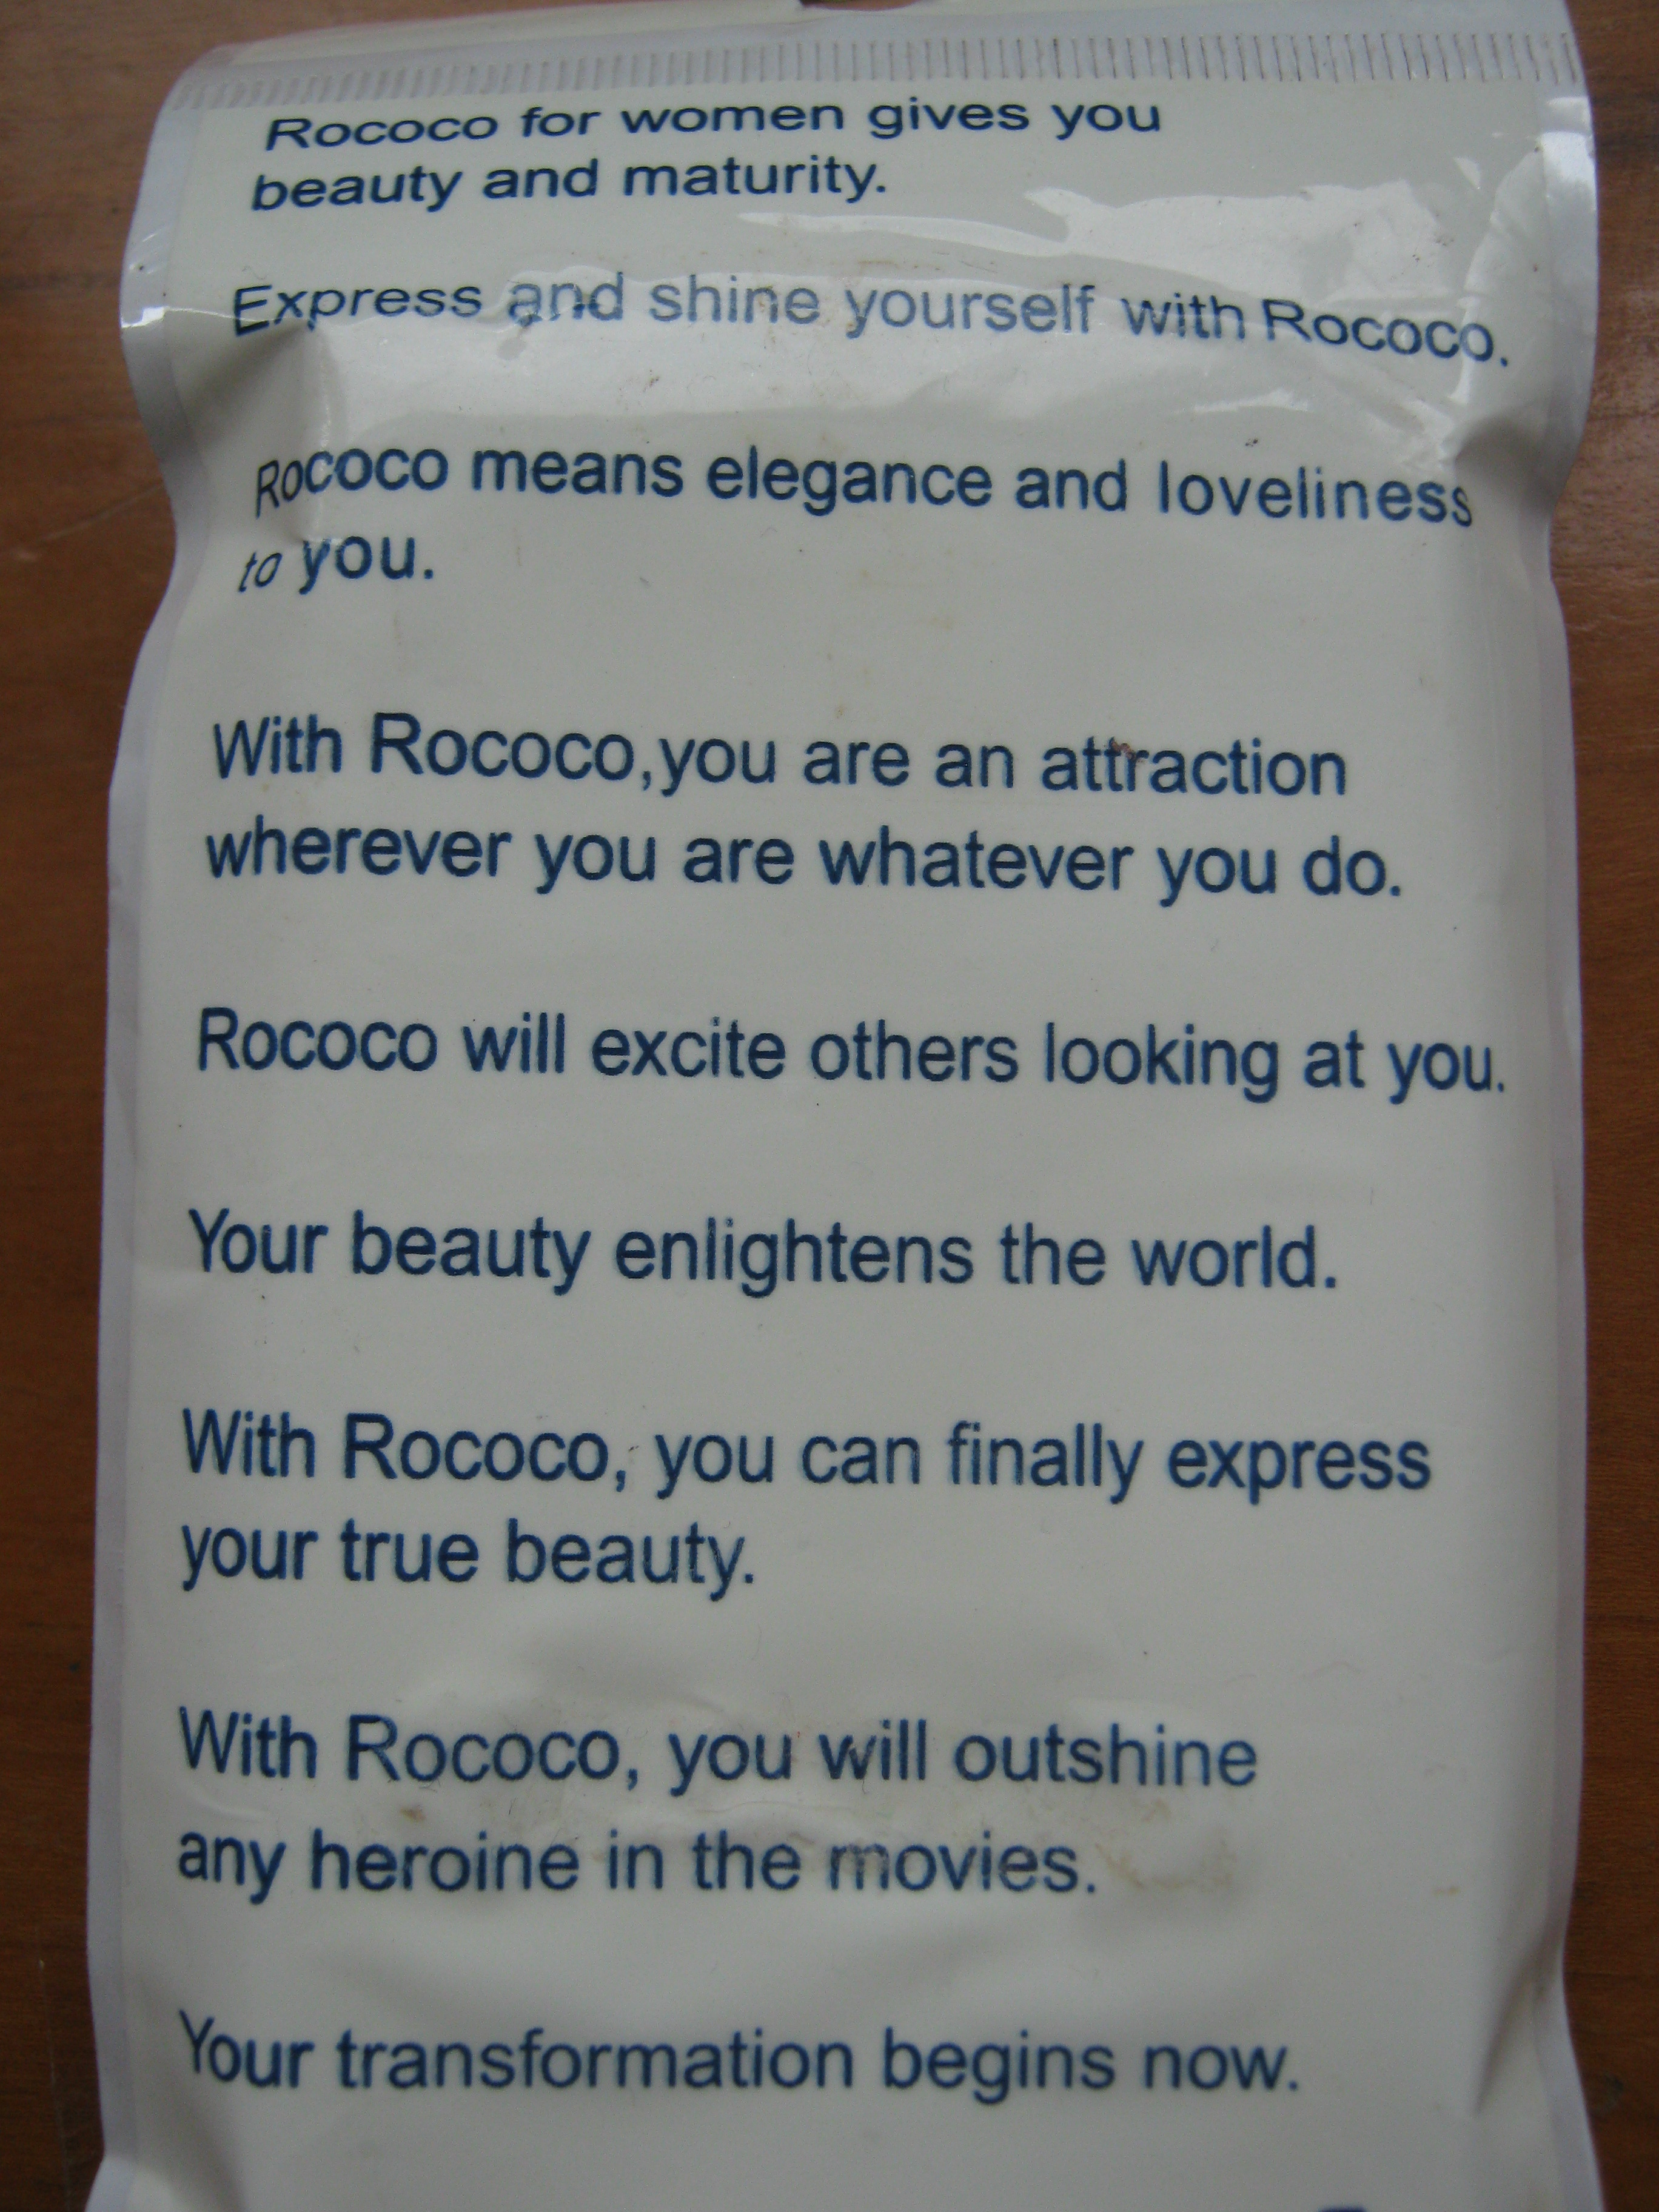 Rococo for women gives you
beauty and maturity.
Express and shine yourself with Rococo.
Rococo means elegance and loveliness
to you.
With Rococo,you are an attraction
wherever you are whatever you do.
Rococo will excite others looking at you.
Your beauty enlightens the world.
With Rococo, you can finally express
your true beauty.
With Rococo, you will outshine
any heroine in the movies.
Your transformation begins now.